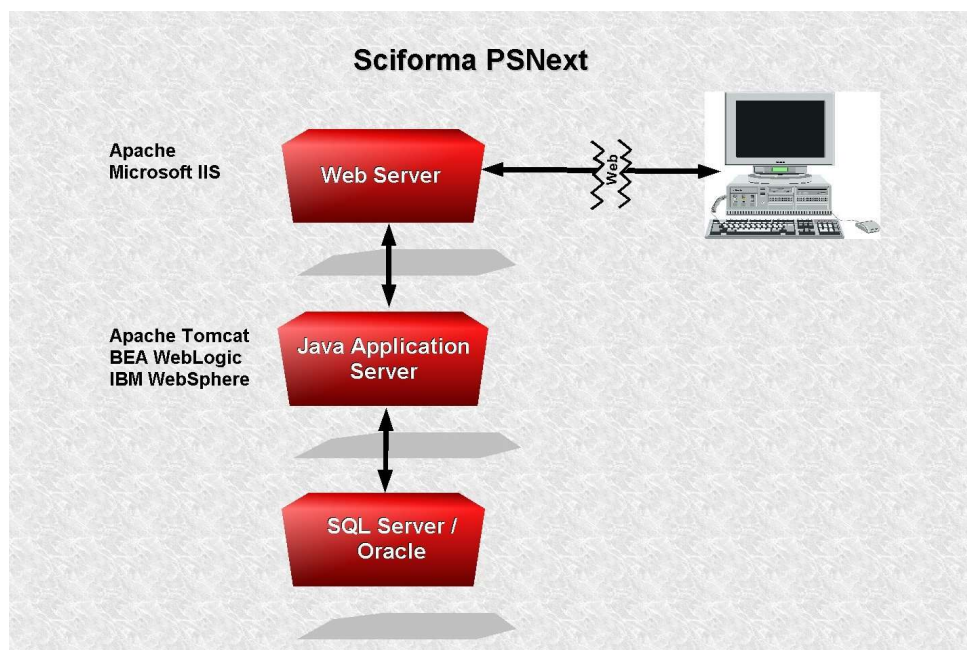 Sciforma PSNext
Apache
Microsoft IIS
Web Server
Web
Apache Tomcat
BEA WebLogic
IBM WebSphere
Java Application
Server
SQL Server /
Oracle